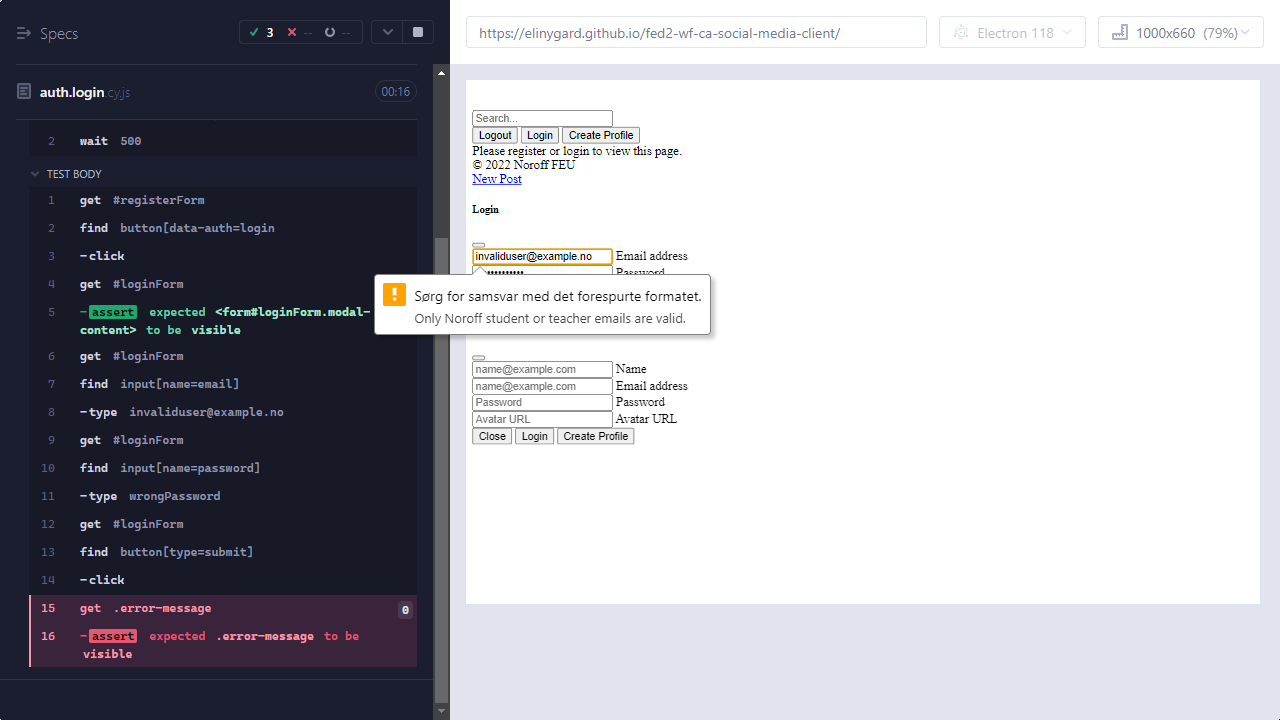 Specs
3
--
--
https://elinygard.github.io/fed2-wf-ca-social-media-client/
Electron 118
1000x660 (79%)
auth.login.cy.js
00:16
2 wait 500
TEST BODY
1 get #registerForm
2 find button[data-auth=login
3 -click
4 get #loginForm
5 -assert expected <form#loginForm.modal-
content> to be visible
6 get #loginForm
7 find input[name=email]
8 -type invaliduser@example.no
9 get #loginForm
10 find input[name=password]
11 -type wrongPassword
12 get #loginForm
13 find button[type=submit]
14 -click
15 get .error-message 0
16 -assert expected .error-message to be
visible
Search...
Logout Login Create Profile
Please register or login to view this page.
© 2022 Noroff FEU
New Post
Login
invaliduser@example.no Email address
Password
Sørg for samsvar med det forespurte formatet.
Only Noroff student or teacher emails are valid.
name@example.com Name
name@example.com Email address
Password Password
Avatar URL Avatar URL
Close Login Create Profile